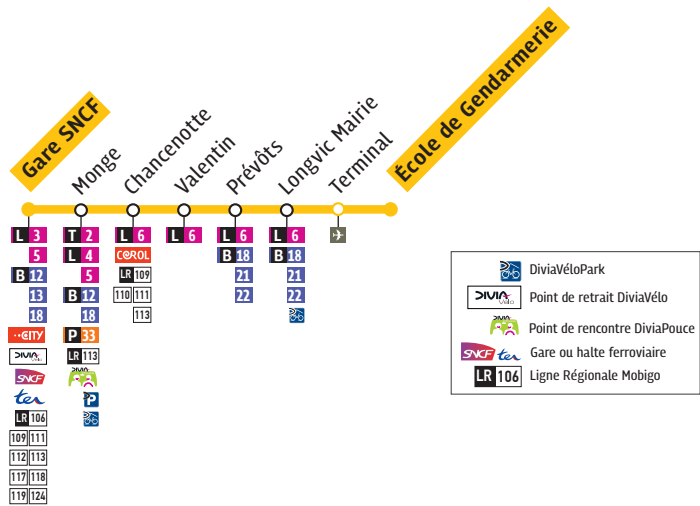 Gare SNCF
Monge
Chancenotte
Valentin
Prévôts
Longvic Mairie
Terminal
École de Gendarmerie
L 3
5
B 12
13
18
CITY
DIVIA Vélo
SNCF
ter
LR 106
109 111
112 113
117 118
119 124
T 2
L 4
5
B 12
18
P 33
LR 113
DIVIA
P
L 6
COROL
LR 109
110 111
113
L 6
L 6
B 18
21
22
L 6
B 18
21
22
DiviaVéloPark
DIVIA Vélo Point de retrait DiviaVélo
DIVIA Point de rencontre DiviaPouce
SNCF ter Gare ou halte ferroviaire
LR 106 Ligne Régionale Mobigo